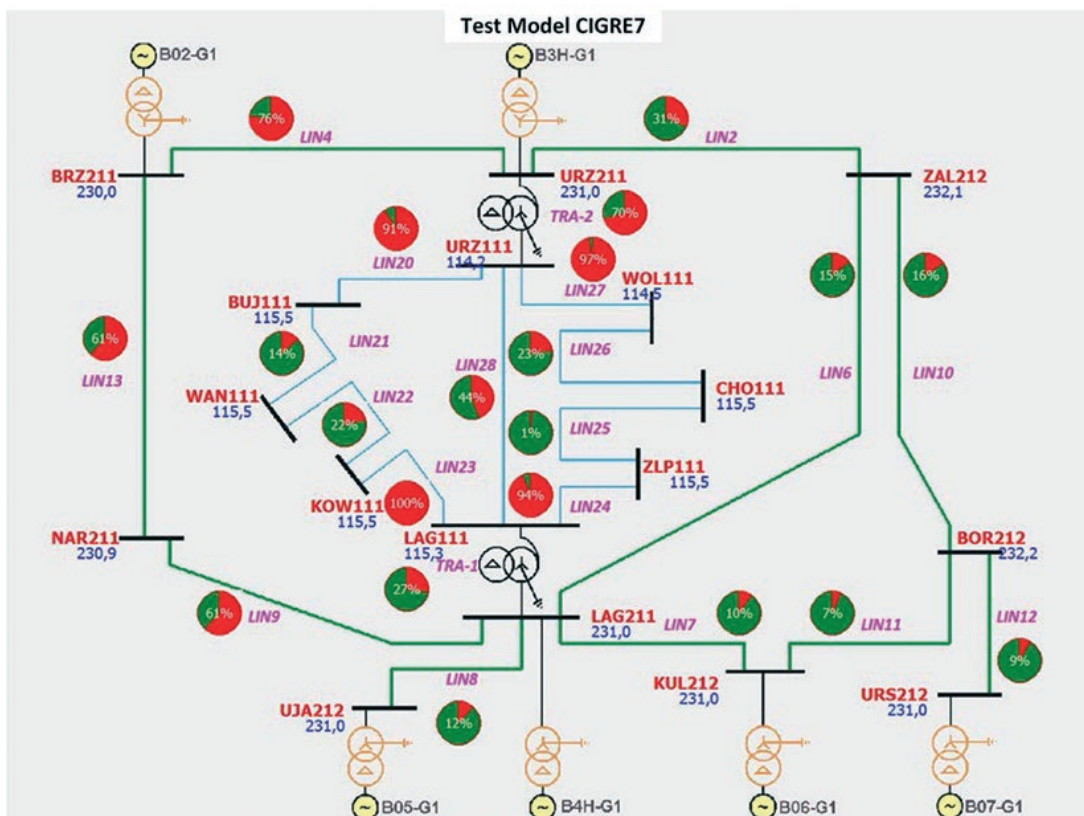 Test Model CIGRE7
B02-G1
B3H-G1
76%
LIN4
31%
LIN2
BRZ211
230,0
URZ211
231,0
ZAL212
232,1
TRA-2
70%
91%
LIN20
URZ111
114,2
97%
LIN27
WOL111
114,5
15%
16%
BUJ111
115,5
LIN21
14%
LIN28
23%
LIN26
61%
LIN13
LIN6
LIN10
WAN111
115,5
LIN22
44%
CHO111
115,5
22%
1%
LIN25
LIN23
ZLP111
115,5
KOW111
115,5
100%
94%
LIN24
NAR211
230,9
LAG111
115,3
TRA-1
BOR212
232,2
27%
61%
LIN9
LAG211
231,0
LIN7
10%
7%
LIN11
LIN12
9%
LIN8
KUL212
231,0
URS212
231,0
UJA212
231,0
12%
B05-G1
B4H-G1
B06-G1
B07-G1